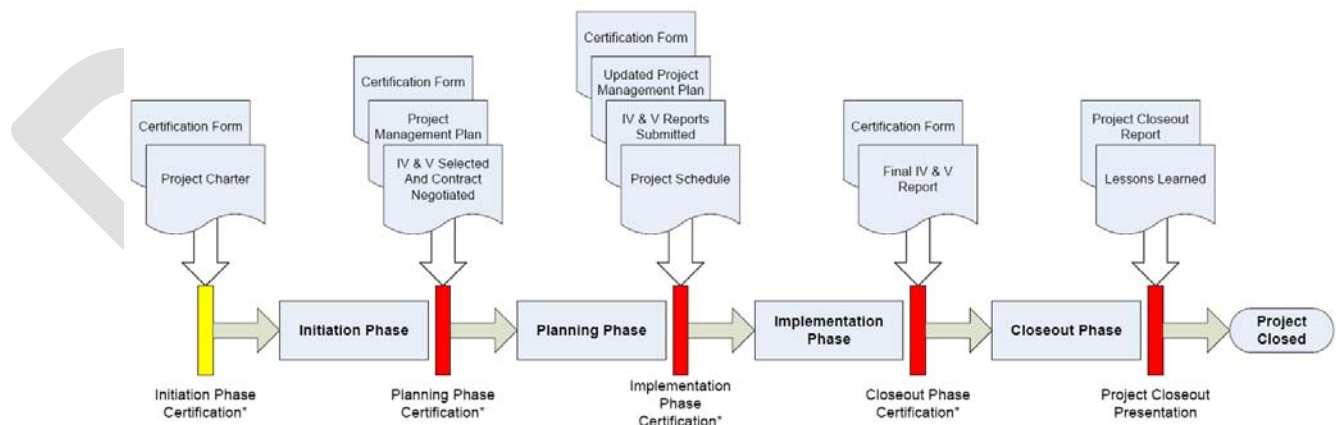 Certification Form
Project Charter
Certification Form
Project
Management Plan
IV & V Selected
And Contract
Negotiated
Certification Form
Updated Project
Management Plan
IV & V Reports
Submitted
Project Schedule
Certification Form
Final IV & V
Report
Project Closeout
Report
Lessons Learned
Initiation Phase
Planning Phase
Implementation
Phase
Closeout Phase
Project
Closed
Initiation Phase
Certification*
Planning Phase
Certification*
Implementation
Phase
Certification*
Closeout Phase
Certification*
Project Closeout
Presentation